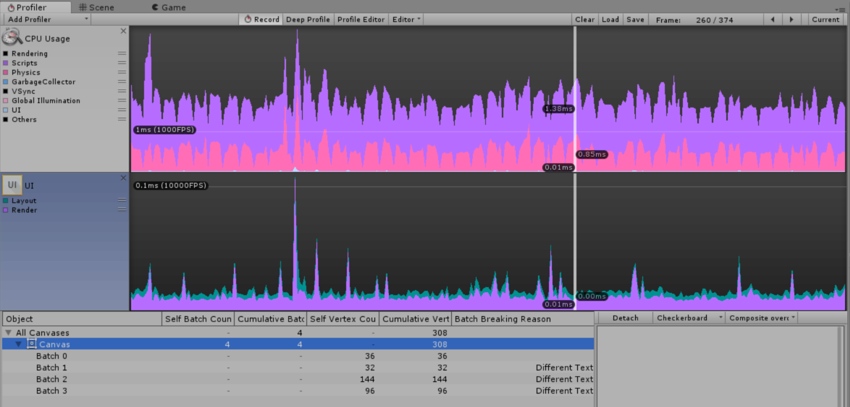 Profiler Scene Game
Add Profiler Record Deep Profile Profile Editor Editor Clear Load Save Frame: 260 / 374 Current
CPU Usage
Rendering
Scripts
Physics
GarbageCollector
VSync
Global Illumination
UI
Others
1.38ms
1ms (1000FPS)
0.85ms
0.01ms
UI UI
Layout
Render
0.1ms (10000FPS)
0.00ms
0.01ms
Object Self Batch Coun Cumulative Batc Self Vertex Cou Cumulative Vert Batch Breaking Reason Detach Checkerboard Composite overd
All Canvases - 4 - 308
Canvas 4 4 - 308
Batch 0 - 36 36
Batch 1 - 32 32 Different Text
Batch 2 - 144 144 Different Text
Batch 3 - 96 96 Different Text